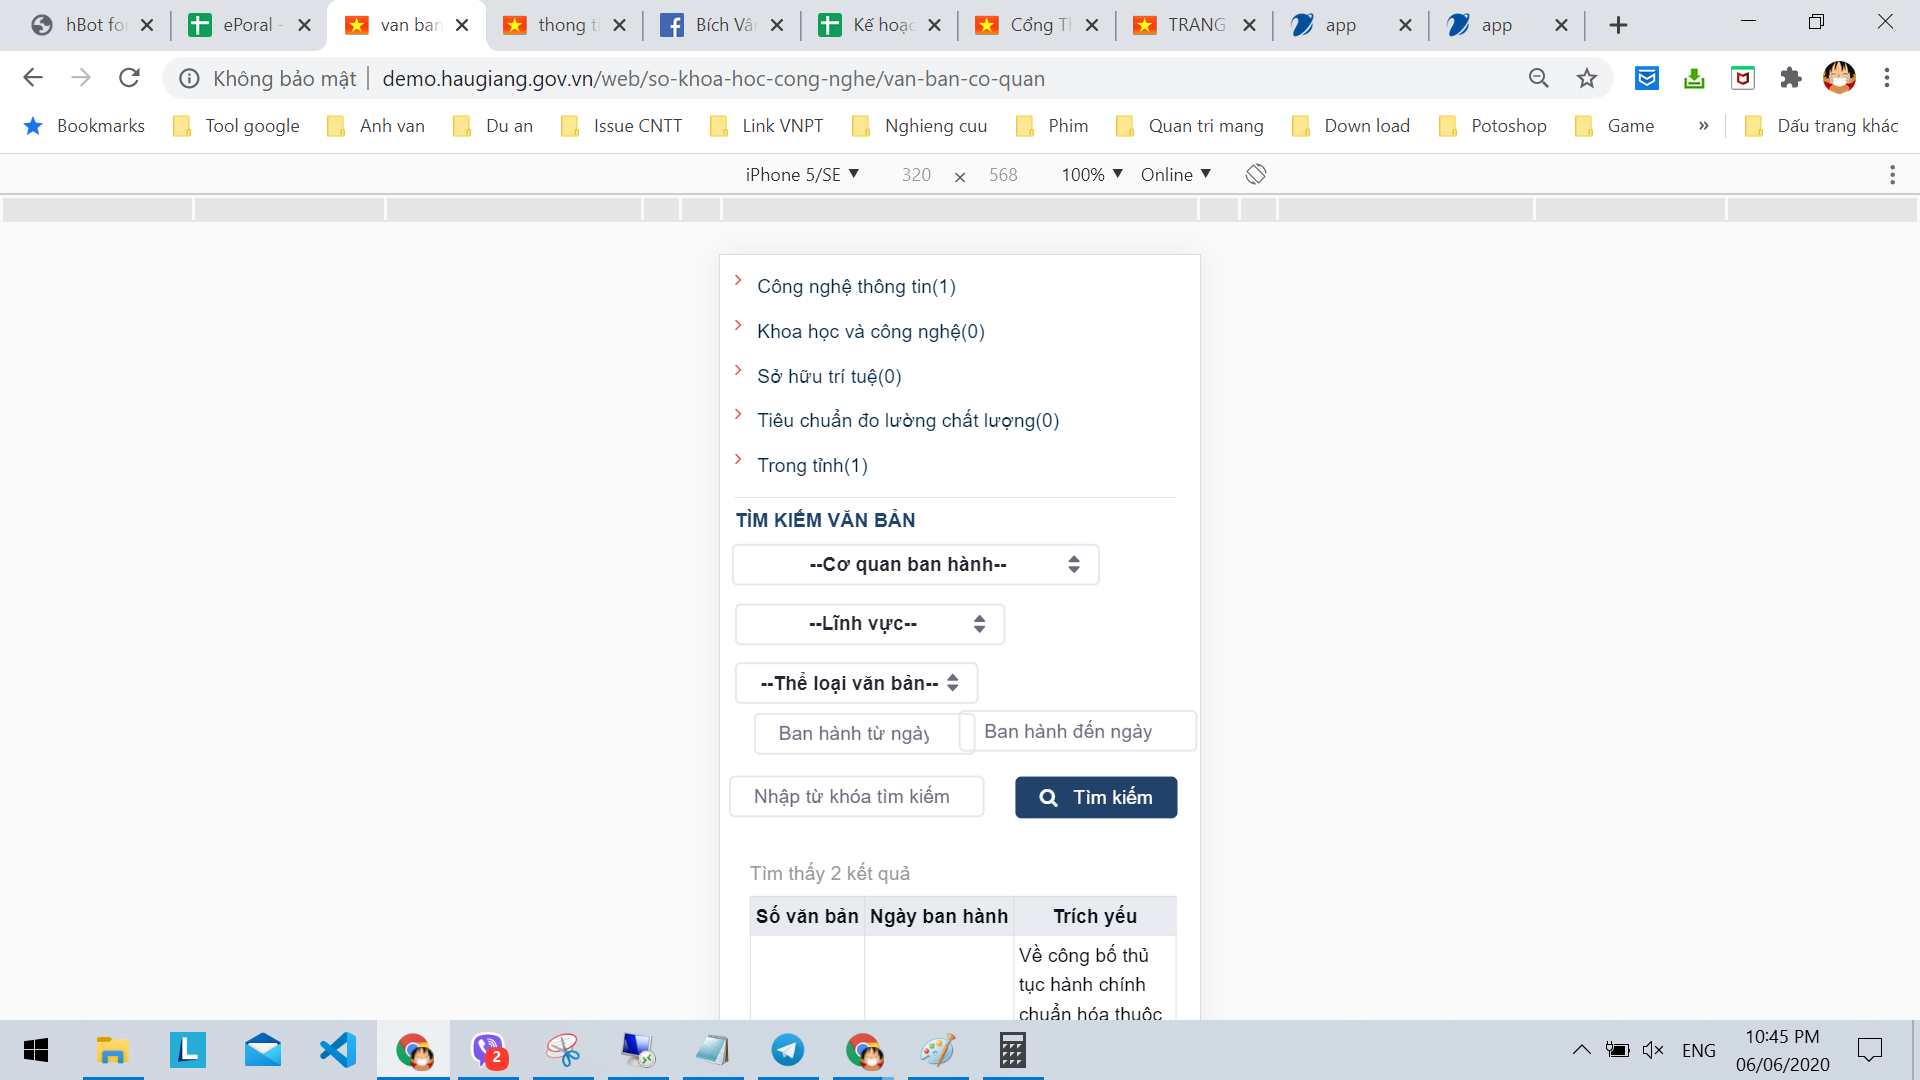 hBot fo
ePoral -
van ban
thong ti
Bích Vâ
Kế hoạc
Cổng Th
TRANG
app
app
Không bảo mật
demo.haugiang.gov.vn/web/so-khoa-hoc-cong-nghe/van-ban-co-quan
Bookmarks
Tool google
Anh van
Du an
Issue CNTT
Link VNPT
Nghieng cuu
Phim
Quan tri mang
Down load
Potoshop
Game
»
Dấu trang khác
iPhone 5/SE
320 × 568
100%
Online
Công nghệ thông tin(1)
Khoa học và công nghệ(0)
Sở hữu trí tuệ(0)
Tiêu chuẩn đo lường chất lượng(0)
Trong tỉnh(1)
TÌM KIẾM VĂN BẢN
--Cơ quan ban hành--
--Lĩnh vực--
--Thể loại văn bản--
Ban hành từ ngày
Ban hành đến ngày
Nhập từ khóa tìm kiếm
Tìm kiếm
Tìm thấy 2 kết quả
Số văn bản
Ngày ban hành
Trích yếu
Về công bố thủ
tục hành chính
chuẩn hóa thuộc
L
2
ENG
10:45 PM
06/06/2020